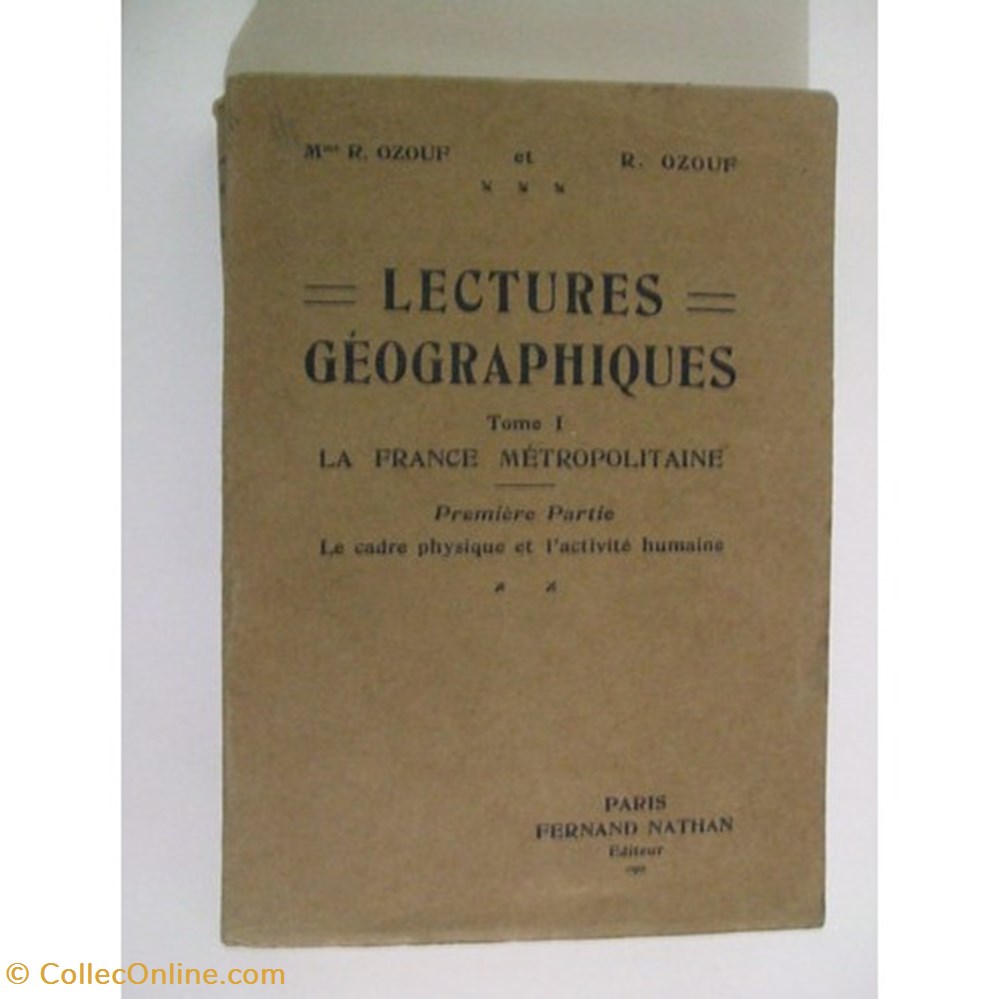 Mme R. OZOUF et R. OZOUF
LECTURES
GÉOGRAPHIQUES
Tome I
LA FRANCE MÉTROPOLITAINE
Première Partie
Le cadre physique et l'activité humaine
PARIS
FERNAND NATHAN
Editeur
© CollecOnline.com